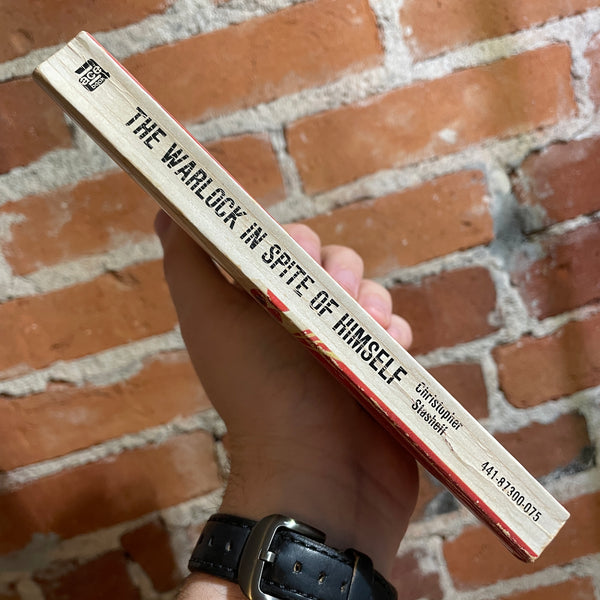 THE WARLOCK IN SPITE OF HIMSELF
Christopher
Stasheff
441-87300-075